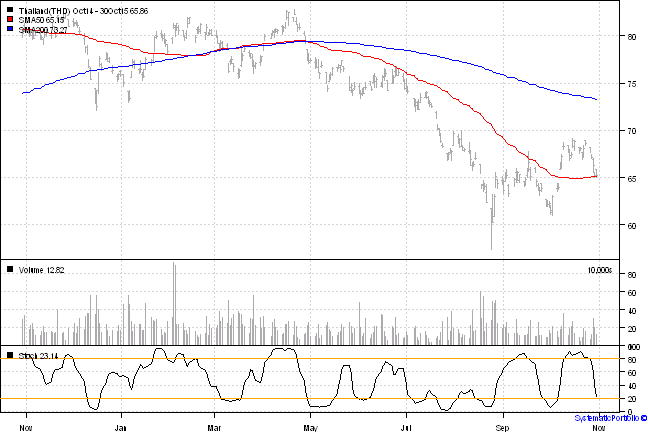 Thailand(THD) Oct14 - 30Oct15 65.86
SMA50 65.15
SMA200 73.27
80
75
70
65
60
Volume 12.82
10,000s
80
60
40
20
0
Stoch 23.14
100
80
60
40
20
0
Nov Jan Mar May Jul Sep Nov
SystematicPortfolio ©